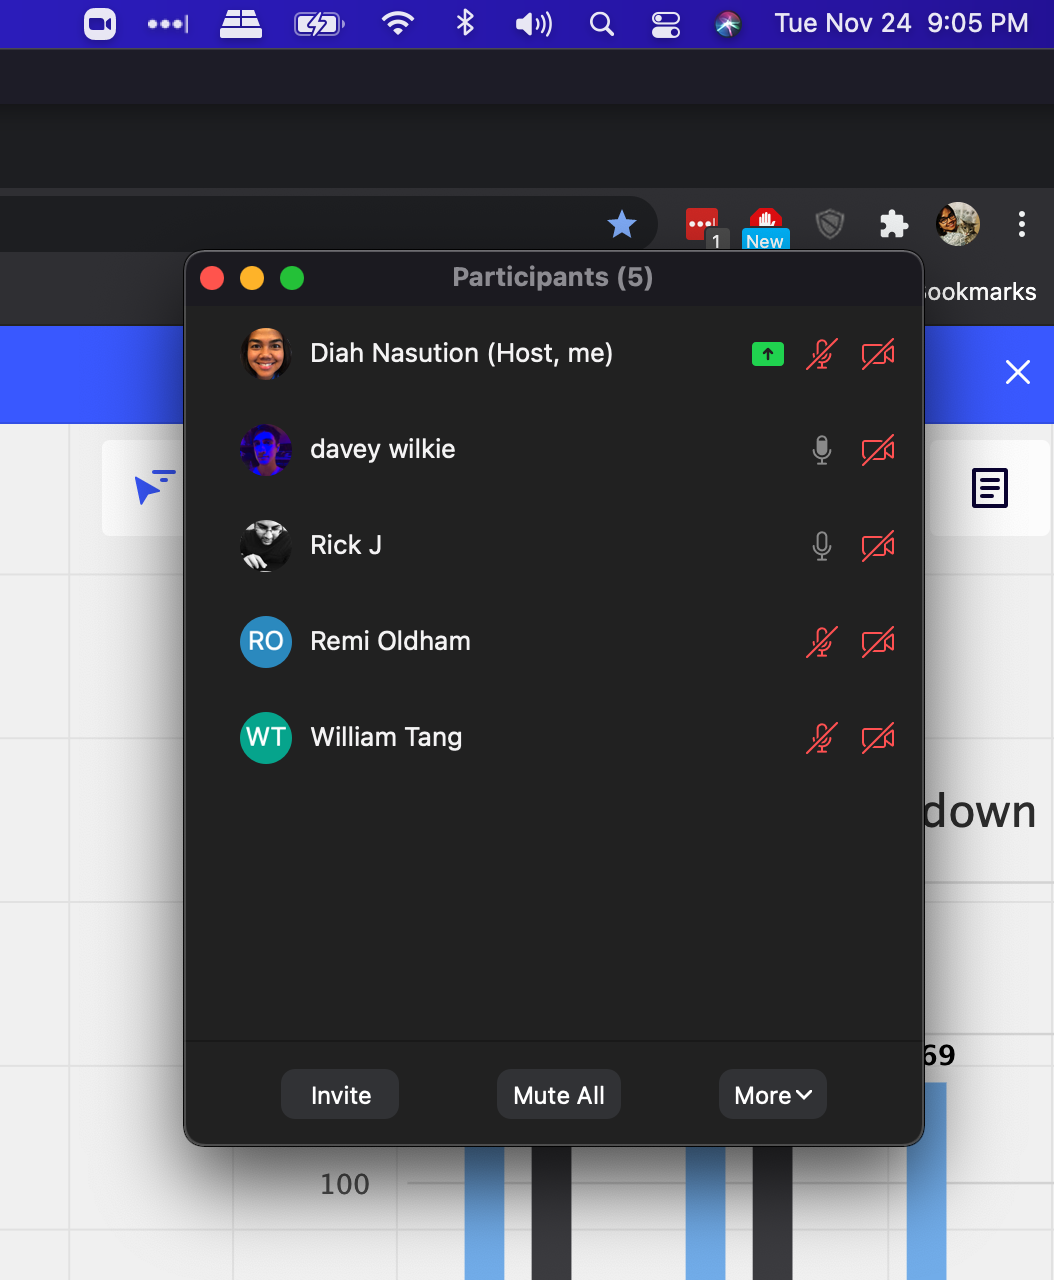 Tue Nov 24 9:05 PM
1
New
Participants (5)
ookmarks
Diah Nasution (Host, me)
davey wilkie
Rick J
RO Remi Oldham
WT William Tang
down
69
Invite Mute All More
100